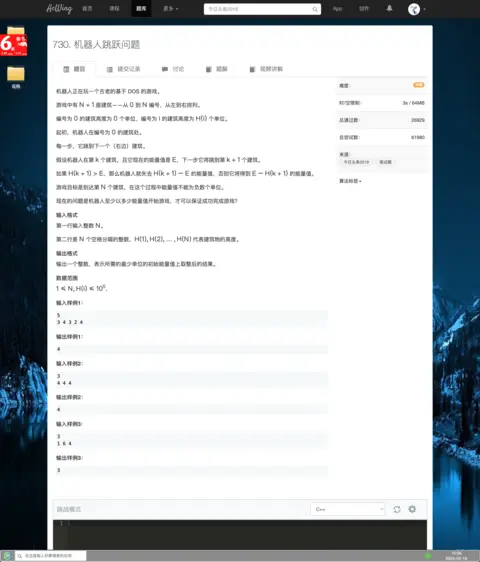 AcWing 首页 课程 题库 更多 今日头条2019 App 创作
730. 机器人跳跃问题
题目 提交记录 讨论 题解 视频讲解
机器人正在玩一个古老的基于 DOS 的游戏。
游戏中有 N + 1 座建筑——从 0 到 N 编号，从左到右排列。
编号为 0 的建筑高度为 0 个单位，编号为 i 的建筑高度为 H(i) 个单位。
起初，机器人在编号为 0 的建筑处。
每一步，它跳到下一个（右边）建筑。
假设机器人在第 k 个建筑，且它现在的能量值是 E，下一步它将跳到第 k + 1 个建筑。
如果 H(k + 1) > E，那么机器人就失去 H(k + 1) − E 的能量值，否则它将得到 E − H(k + 1) 的能量值。
游戏目标是到达第 N 个建筑，在这个过程中能量值不能为负数个单位。
现在的问题是机器人至少以多少能量值开始游戏，才可以保证成功完成游戏？
输入格式
第一行输入整数 N。
第二行是 N 个空格分隔的整数，H(1), H(2), … , H(N) 代表建筑物的高度。
输出格式
输出一个整数，表示所需的最少单位的初始能量值上取整后的结果。
数据范围
1 ≤ N, H(i) ≤ 10⁵,
输入样例1：
5
3 4 3 2 4
输出样例1：
4
输入样例2：
3
4 4 4
输出样例2：
4
输入样例3：
3
1 6 4
输出样例3：
3
难度：
时/空限制： 3s / 64MB
总通过数： 26929
总尝试数： 61980
来源：
今日头条2019 笔试题
算法标签
挑战模式 C++
1